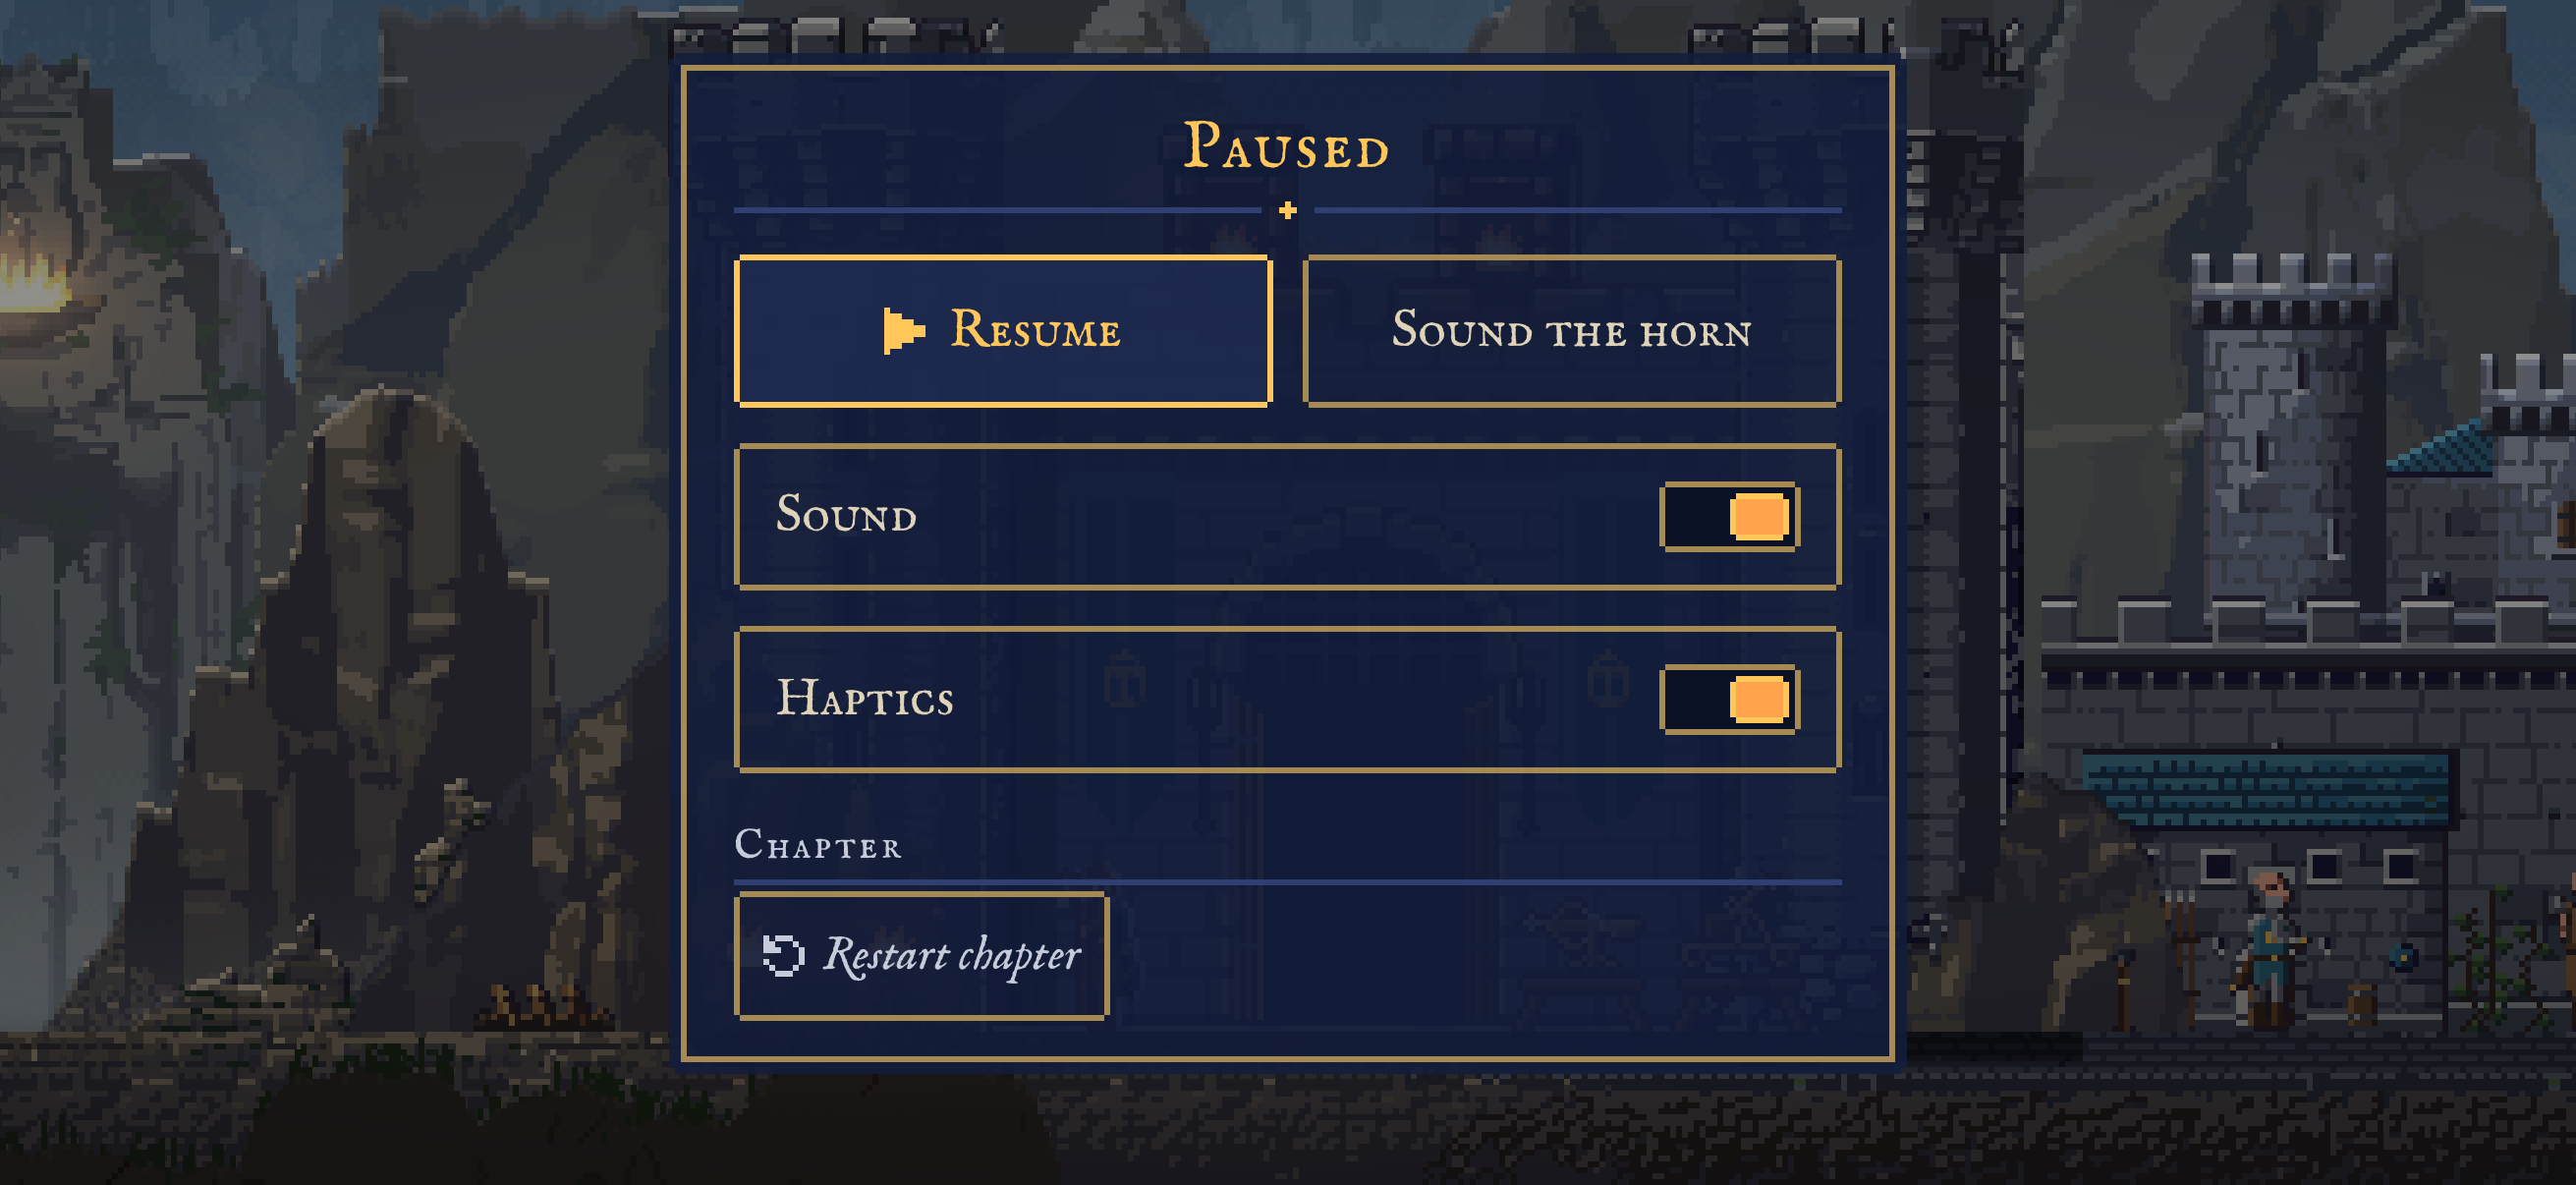 Paused
Resume
Sound the horn
Sound
Haptics
Chapter
Restart chapter